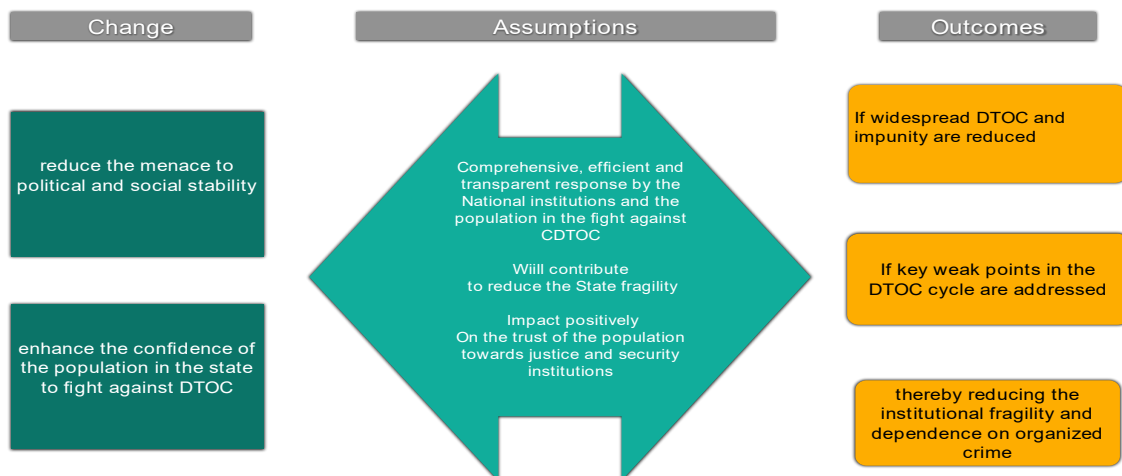 Change
Assumptions
Outcomes
reduce the menace to
political and social stability
enhance the confidence of
the population in the state
to fight against DTOC
Comprehensive, efficient and
transparent response by the
National institutions and the
population in the fight against
CDTOC
Wiill contribute
to reduce the State fragility
Impact positively
On the trust of the population
towards justice and security
institutions
If widespread DTOC and
impunity are reduced
If key weak points in the
DTOC cycle are addressed
thereby reducing the
institutional fragility and
dependence on organized
crime